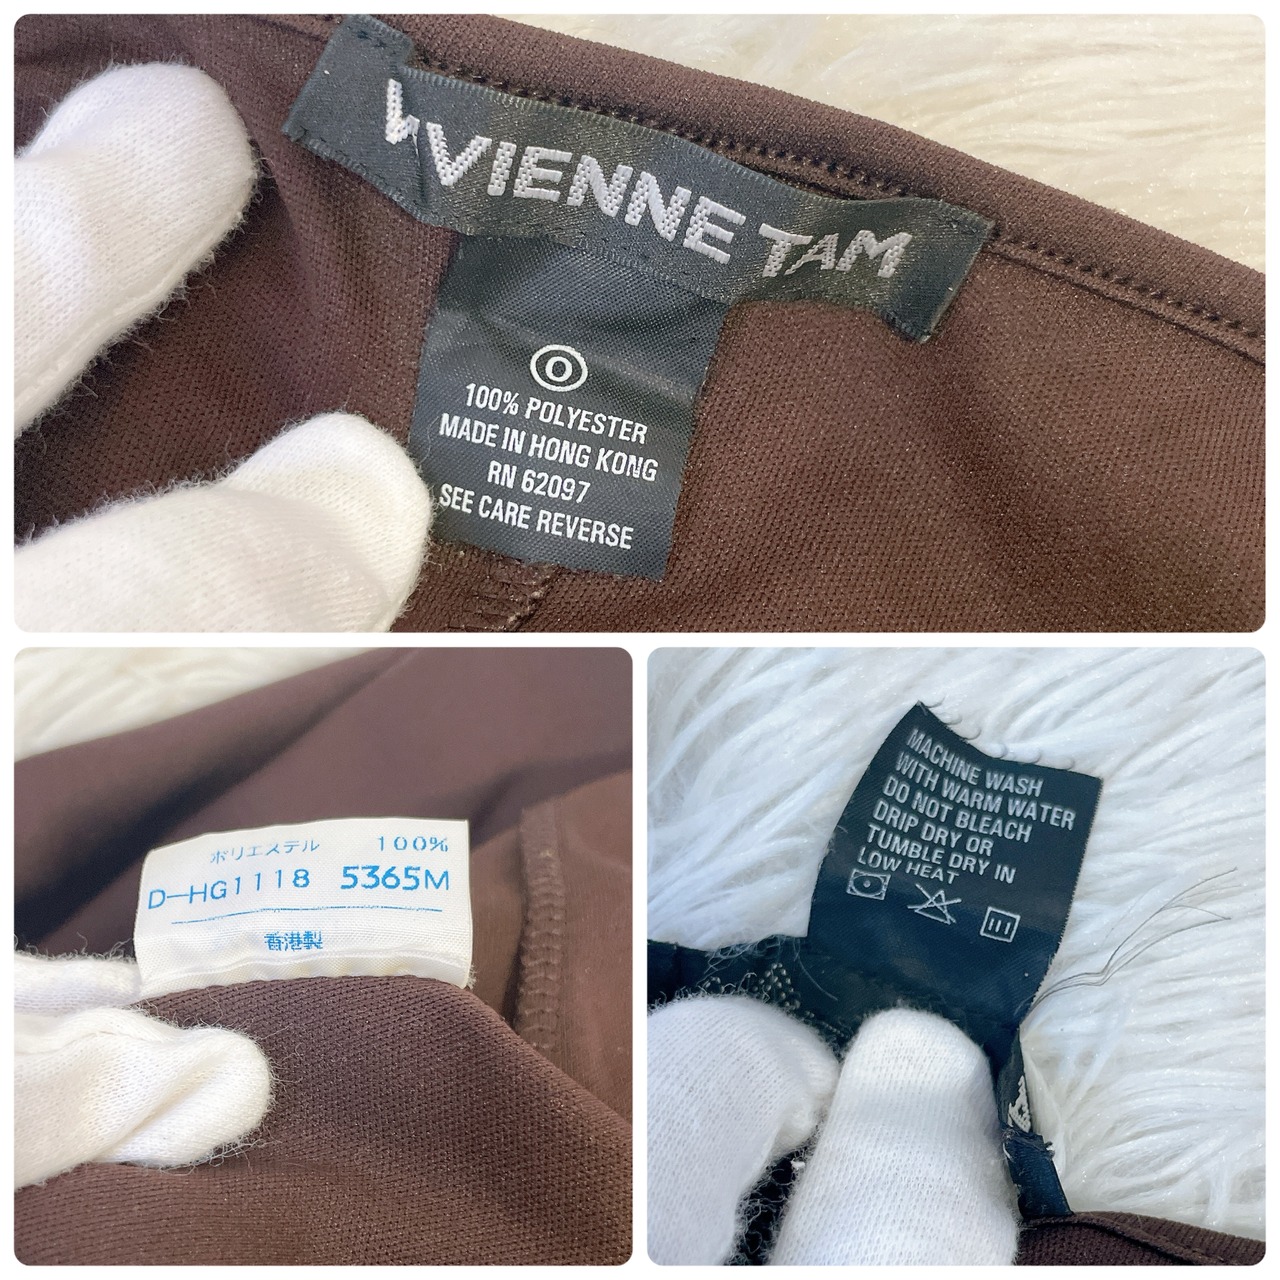 VIVIENNE TAM
O
100% POLYESTER
MADE IN HONG KONG
RN 62097
SEE CARE REVERSE
ポリエステル 100%
D-HG1118 5365M
香港製
MACHINE WASH
WITH WARM WATER
DO NOT BLEACH
DRIP DRY OR
TUMBLE DRY IN
LOW HEAT